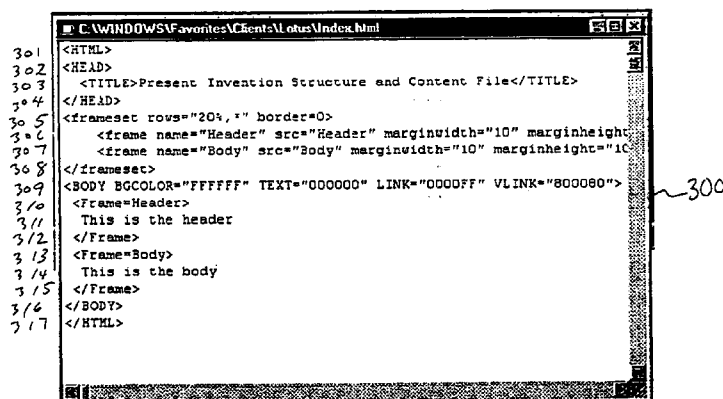 C:\WINDOWS\Favorites\Clients\Lotus\Index.html
301 <HTML>
302 <HEAD>
303 <TITLE>Present Invention Structure and Content File</TITLE>
304 </HEAD>
305 <frameset rows="20%,*" border=0>
306 <frame name="Header" src="Header" marginwidth="10" marginheight
307 <frame name="Body" src="Body" marginwidth="10" marginheight="10
308 </frameset>
309 <BODY BGCOLOR="FFFFFF" TEXT="000000" LINK="0000FF" VLINK="800080">
300
310 <Frame=Header>
311 This is the header
312 </Frame>
313 <Frame=Body>
314 This is the body
315 </Frame>
316 </BODY>
317 </HTML>